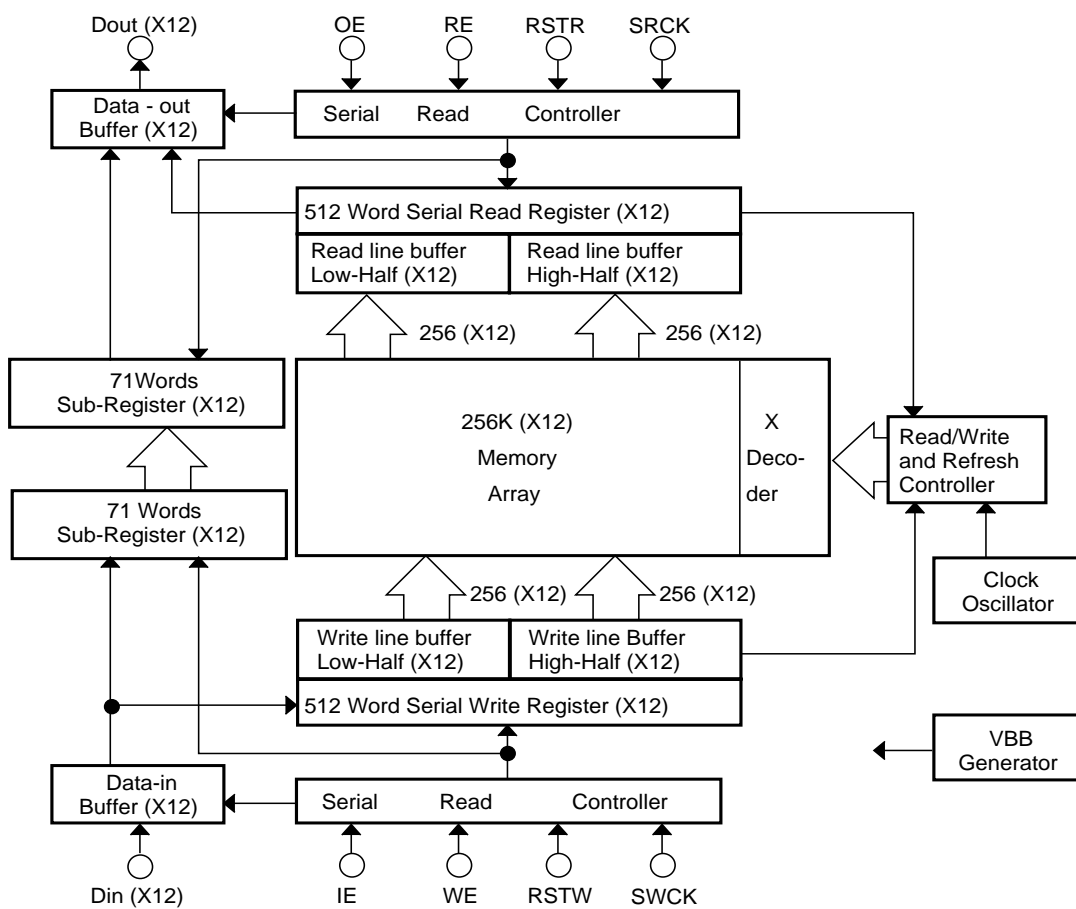 Dout (X12)
OE
RE
RSTR
SRCK
Data - out
Buffer (X12)
Serial Read Controller
512 Word Serial Read Register (X12)
Read line buffer
Low-Half (X12)
Read line buffer
High-Half (X12)
256 (X12)
256 (X12)
71Words
Sub-Register (X12)
256K (X12)
Memory
Array
X
Deco-
der
Read/Write
and Refresh
Controller
71 Words
Sub-Register (X12)
Clock
Oscillator
256 (X12)
256 (X12)
Write line buffer
Low-Half (X12)
Write line Buffer
High-Half (X12)
512 Word Serial Write Register (X12)
VBB
Generator
Data-in
Buffer (X12)
Serial Read Controller
Din (X12)
IE
WE
RSTW
SWCK